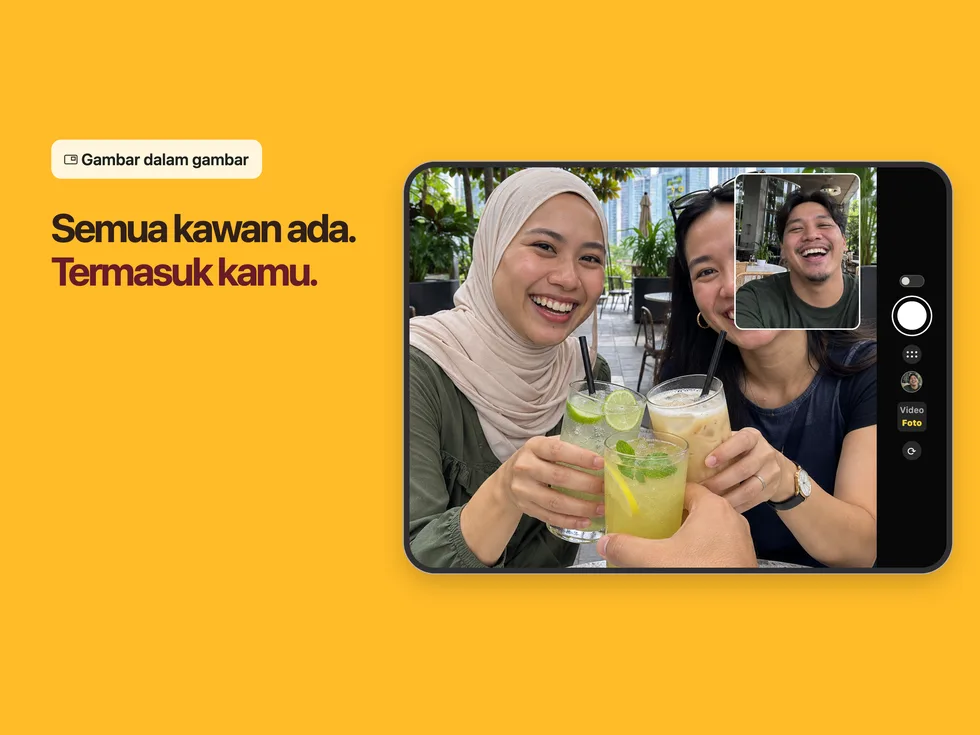 Gambar dalam gambar
Semua kawan ada.
Termasuk kamu.
Video
Foto